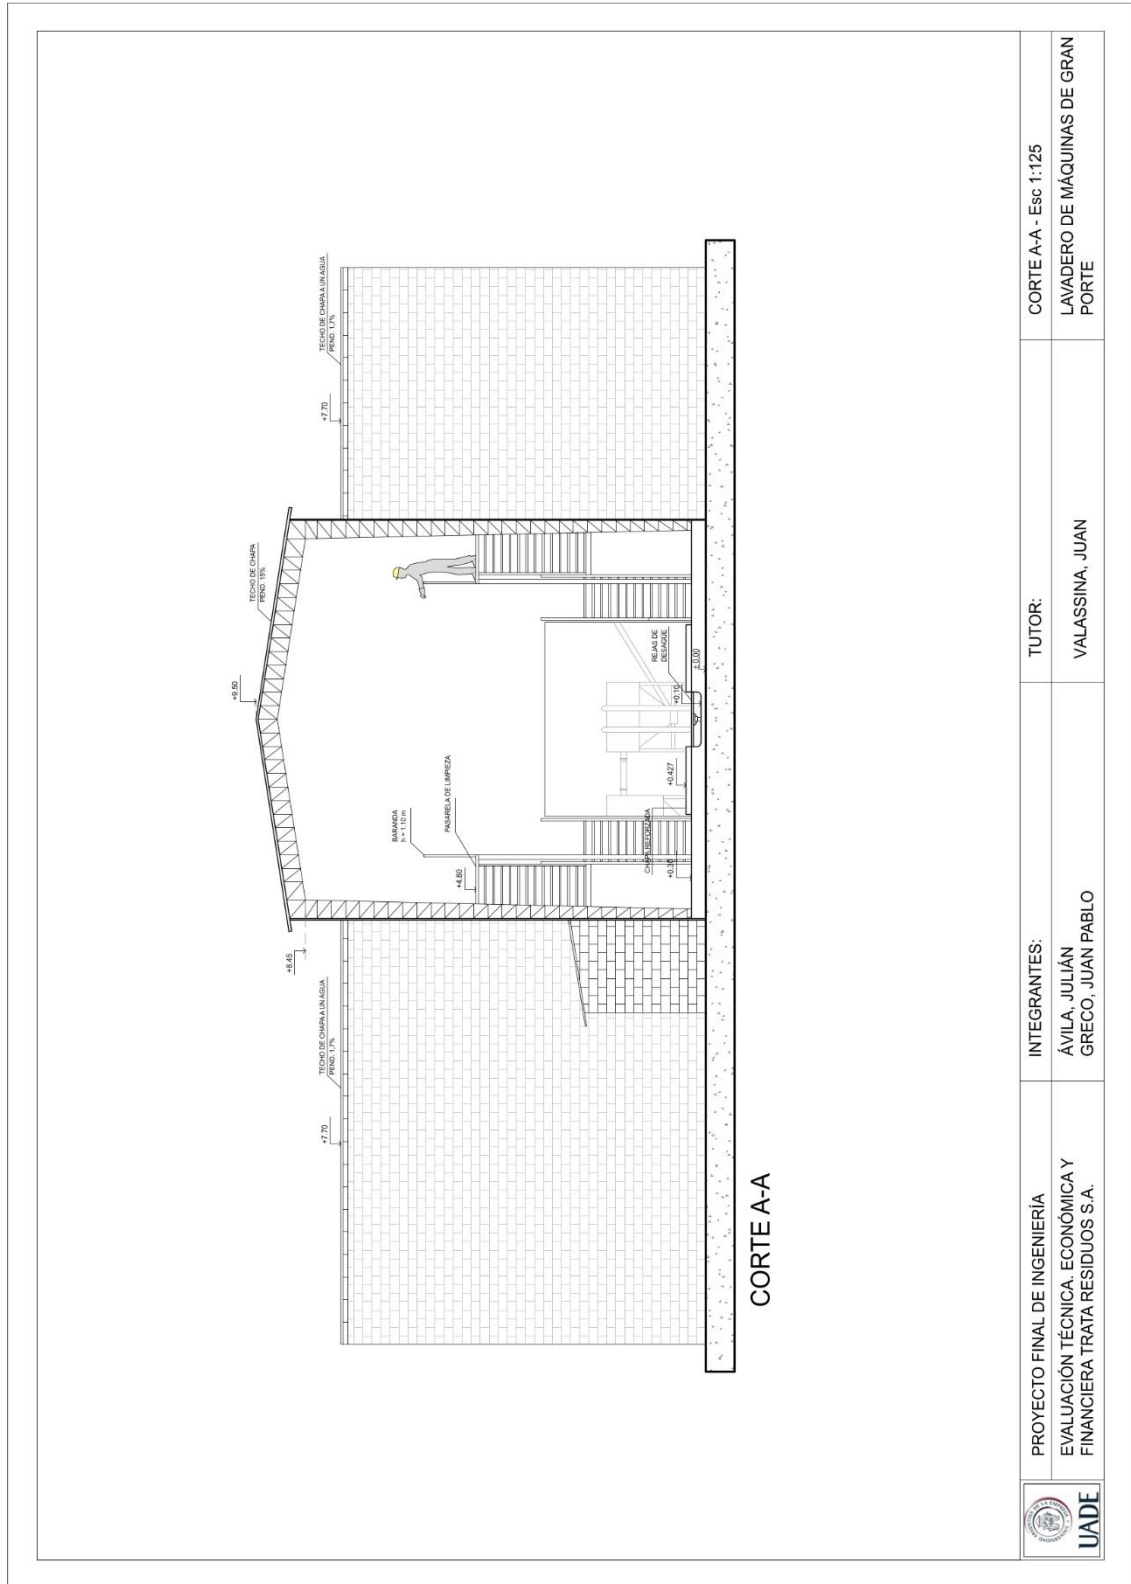 TECHO DE CHAPA A UN AGUA
PEND. 1,7%
+7.70
+8.45
+9.50
TECHO DE CHAPA
PEND. 15%
BARANDA
h = 1.10 m
PASARELA DE LIMPIEZA
+4.80
+7.70
TECHO DE CHAPA A UN AGUA
PEND. 1,7%
CHAPA REFORZADA
+0.30
+0.427
+0.10
REJAS DE
DESAGÜE
± 0.00
CORTE A-A
UADE
PROYECTO FINAL DE INGENIERÍA
EVALUACIÓN TÉCNICA. ECONÓMICA Y
FINANCIERA TRATA RESIDUOS S.A.
INTEGRANTES:
ÁVILA, JULIÁN
GRECO, JUAN PABLO
TUTOR:
VALASSINA, JUAN
CORTE A-A - Esc 1:125
LAVADERO DE MÁQUINAS DE GRAN
PORTE